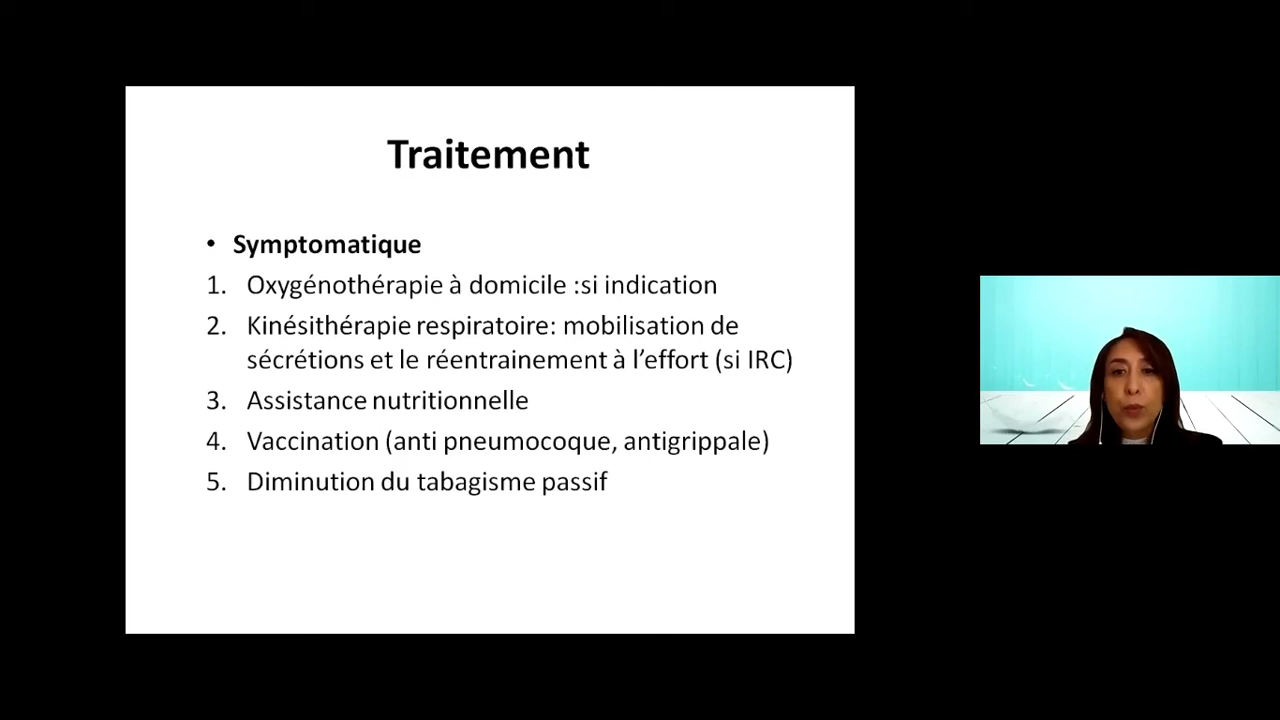 Traitement
• Symptomatique
1. Oxygénothérapie à domicile :si indication
2. Kinésithérapie respiratoire: mobilisation de
sécrétions et le réentrainement à l’effort (si IRC)
3. Assistance nutritionnelle
4. Vaccination (anti pneumocoque, antigrippale)
5. Diminution du tabagisme passif